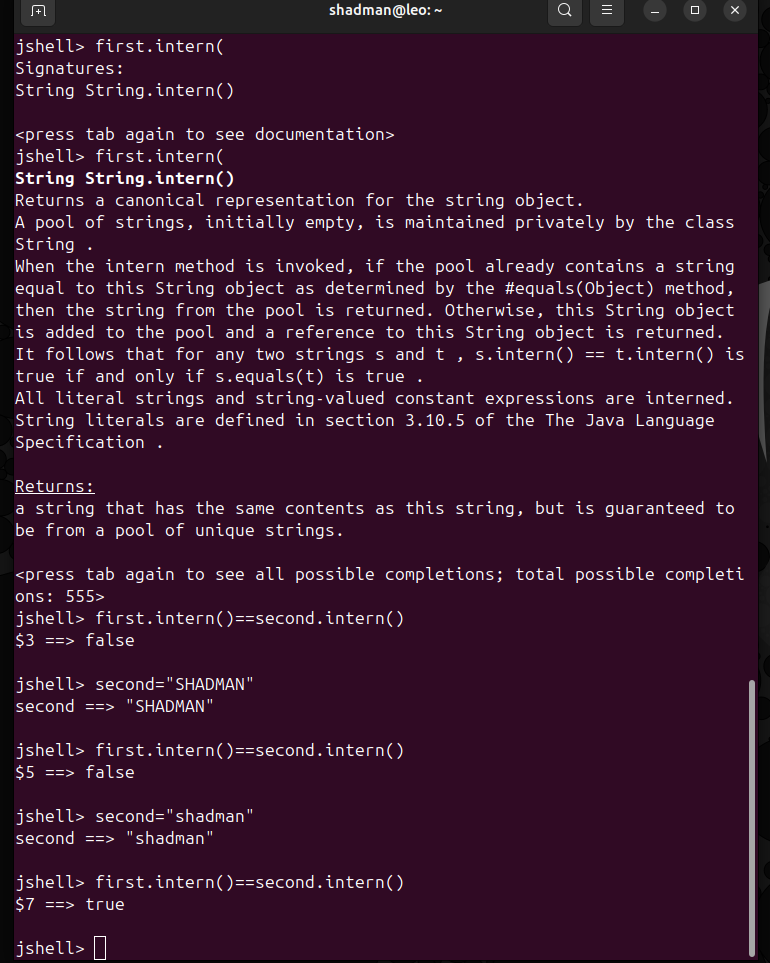 shadman@leo: ~
jshell> first.intern(
Signatures:
String String.intern()
<press tab again to see documentation>
jshell> first.intern(
String String.intern()
Returns a canonical representation for the string object.
A pool of strings, initially empty, is maintained privately by the class
String .
When the intern method is invoked, if the pool already contains a string
equal to this String object as determined by the #equals(Object) method,
then the string from the pool is returned. Otherwise, this String object
is added to the pool and a reference to this String object is returned.
It follows that for any two strings s and t , s.intern() == t.intern() is
true if and only if s.equals(t) is true .
All literal strings and string-valued constant expressions are interned.
String literals are defined in section 3.10.5 of the The Java Language
Specification .
Returns:
a string that has the same contents as this string, but is guaranteed to
be from a pool of unique strings.
<press tab again to see all possible completions; total possible completi
ons: 555>
jshell> first.intern()==second.intern()
$3 ==> false
jshell> second="SHADMAN"
second ==> "SHADMAN"
jshell> first.intern()==second.intern()
$5 ==> false
jshell> second="shadman"
second ==> "shadman"
jshell> first.intern()==second.intern()
$7 ==> true
jshell>